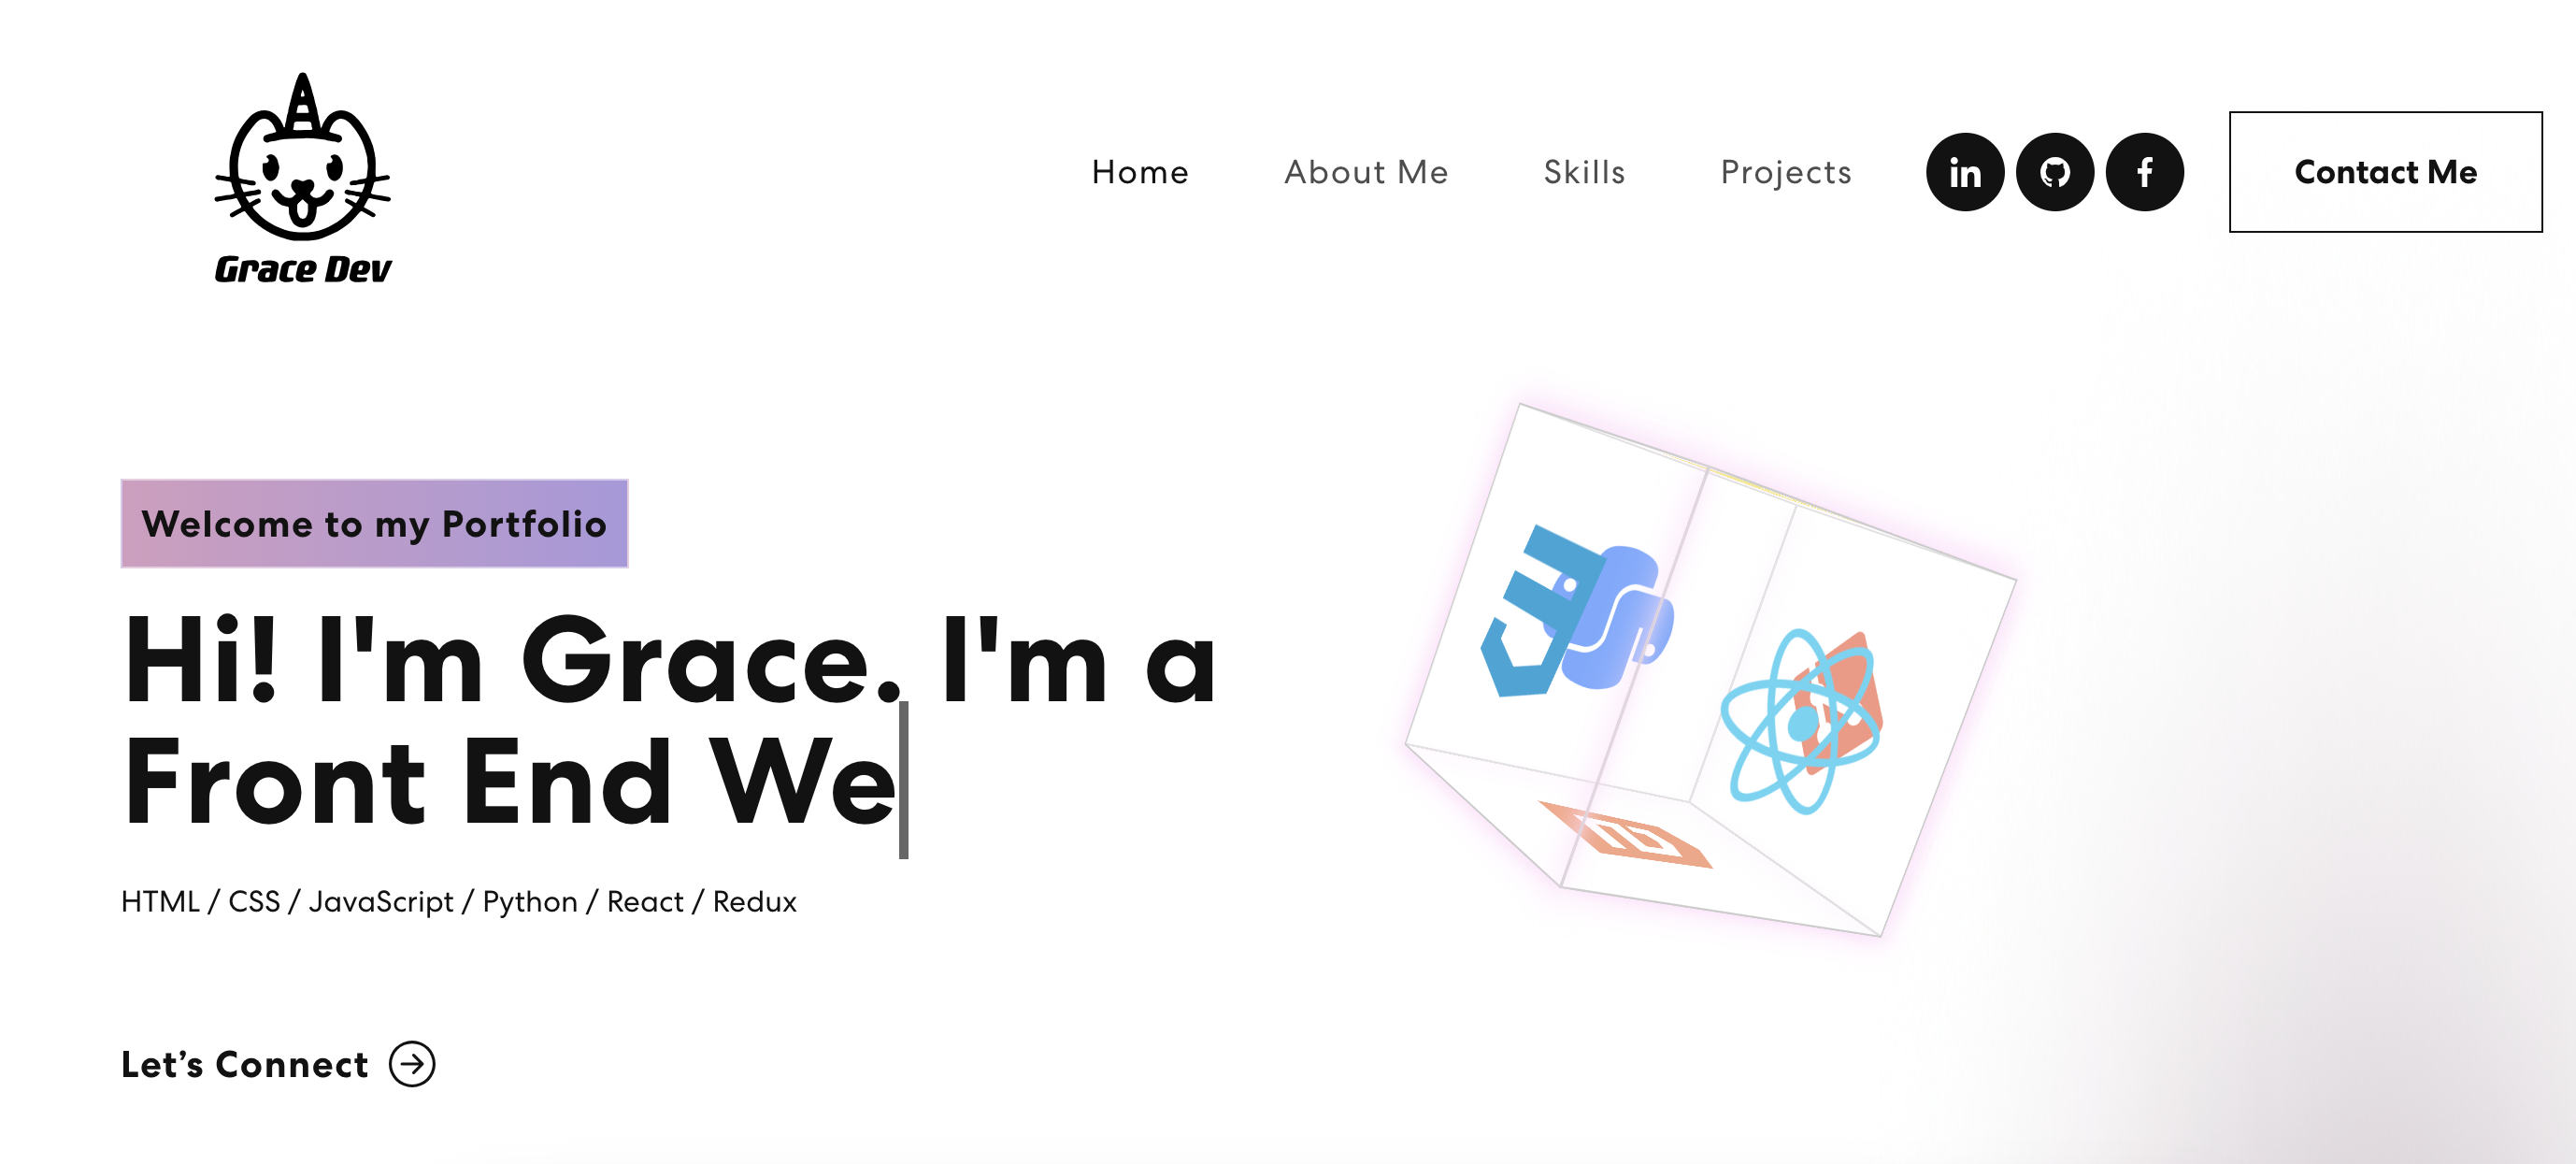 Grace Dev
Home
About Me
Skills
Projects
in
f
Contact Me
Welcome to my Portfolio
Hi! I'm Grace. I'm a
Front End We
HTML / CSS / JavaScript / Python / React / Redux
Let’s Connect